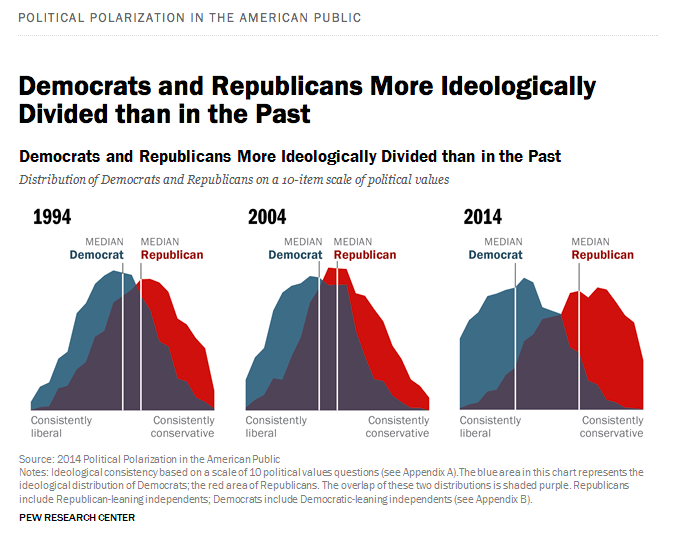 POLITICAL POLARIZATION IN THE AMERICAN PUBLIC
Democrats and Republicans More Ideologically
Divided than in the Past
Democrats and Republicans More Ideologically Divided than in the Past
Distribution of Democrats and Republicans on a 10-item scale of political values
1994
MEDIAN
Democrat
MEDIAN
Republican
Consistently
liberal
Consistently
conservative
2004
MEDIAN
Democrat
MEDIAN
Republican
Consistently
liberal
Consistently
conservative
2014
MEDIAN
Democrat
MEDIAN
Republican
Consistently
liberal
Consistently
conservative
Source: 2014 Political Polarization in the American Public
Notes: Ideological consistency based on a scale of 10 political values questions (see Appendix A).The blue area in this chart represents the
ideological distribution of Democrats; the red area of Republicans. The overlap of these two distributions is shaded purple. Republicans
include Republican-leaning independents; Democrats include Democratic-leaning independents (see Appendix B).
PEW RESEARCH CENTER